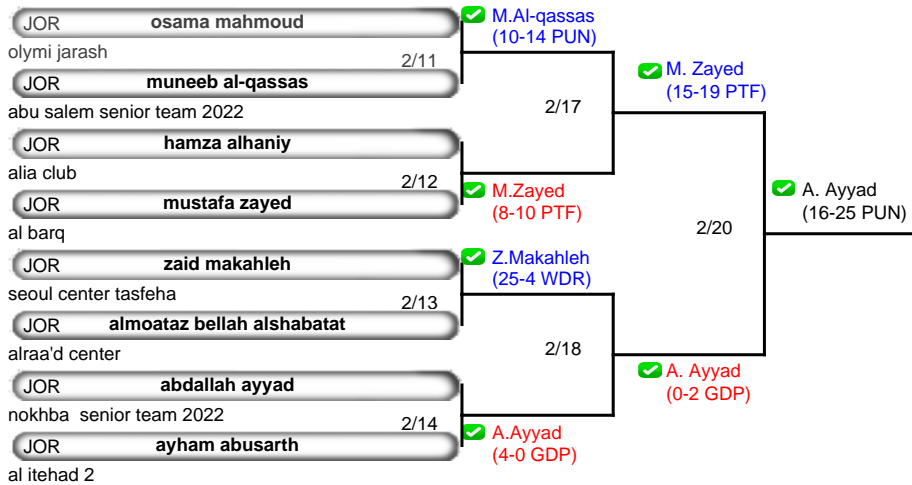 JOR osama mahmoud
olymi jarash
2/11
JOR muneeb al-qassas
abu salem senior team 2022
JOR hamza alhaniy
alia club
2/12
JOR mustafa zayed
al barq
JOR zaid makahleh
seoul center tasfeha
2/13
JOR almoataz bellah alshabatat
alraa'd center
JOR abdallah ayyad
nokhba  senior team 2022
2/14
JOR ayham abusarth
al itehad 2
M.Al-qassas
(10-14 PUN)
2/17
M.Zayed
(8-10 PTF)
Z.Makahleh
(25-4 WDR)
2/18
A.Ayyad
(4-0 GDP)
M. Zayed
(15-19 PTF)
2/20
A. Ayyad
(0-2 GDP)
A. Ayyad
(16-25 PUN)